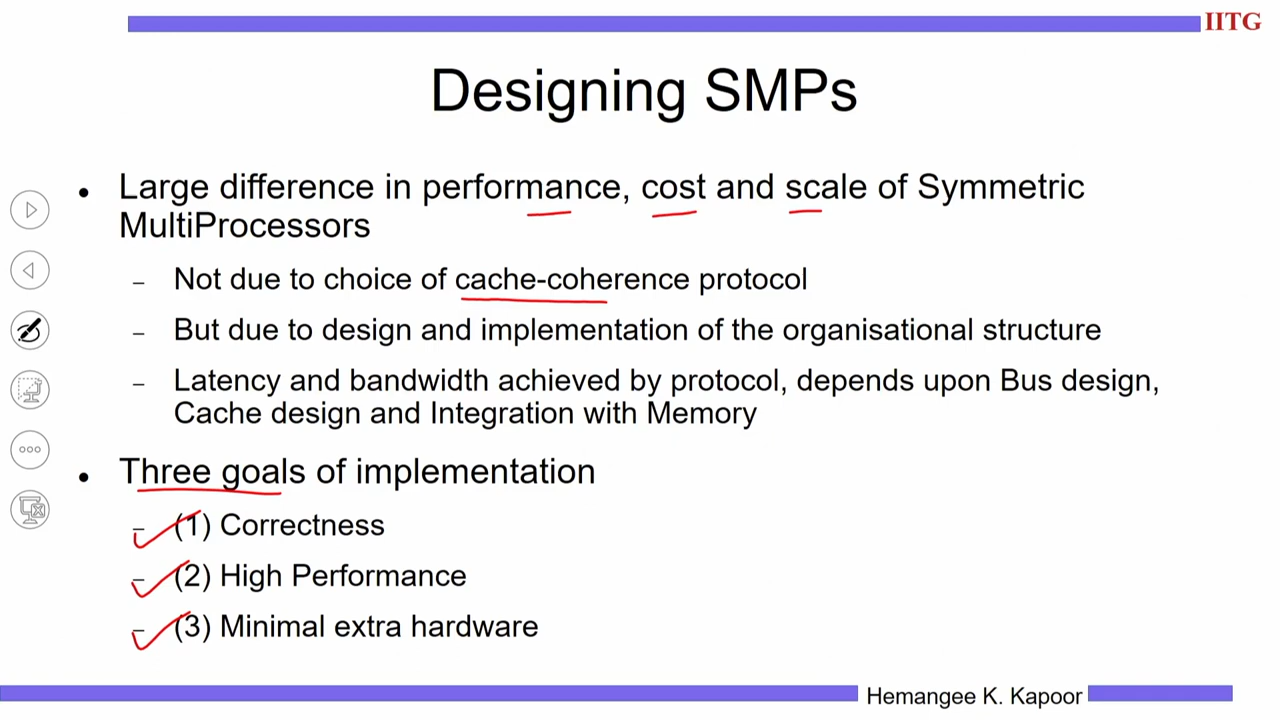 IITG
Designing SMPs
● Large difference in performance, cost and scale of Symmetric
MultiProcessors
– Not due to choice of cache-coherence protocol
– But due to design and implementation of the organisational structure
– Latency and bandwidth achieved by protocol, depends upon Bus design,
Cache design and Integration with Memory
● Three goals of implementation
– (1) Correctness
– (2) High Performance
– (3) Minimal extra hardware
Hemangee K. Kapoor